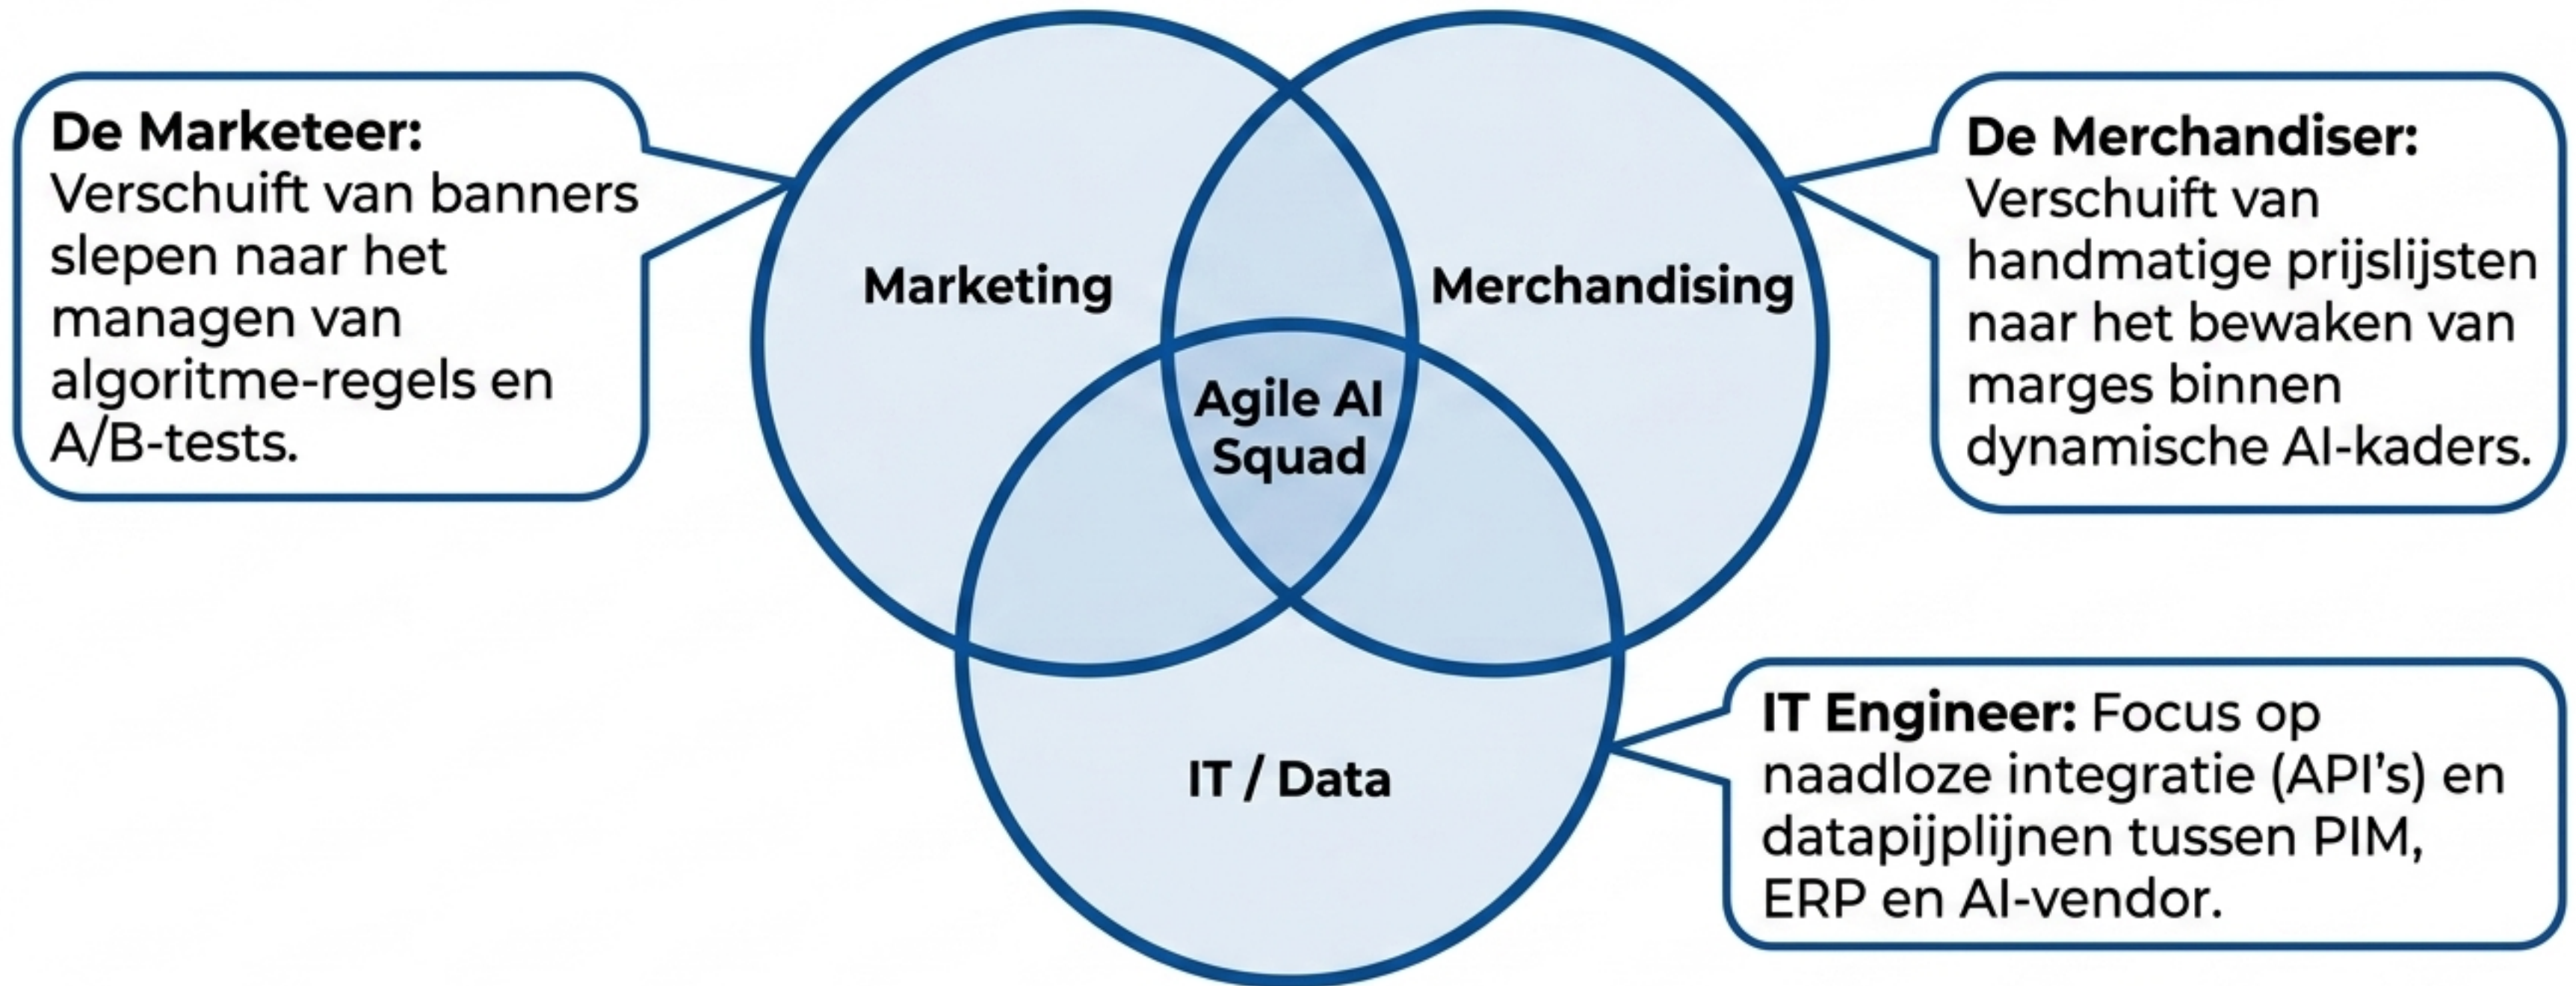 De Marketeer:
Verschuift van banners
slepen naar het
managen van
algoritme-regels en
A/B-tests.
Marketing
Merchandising
Agile AI
Squad
IT / Data
De Merchandiser:
Verschuift van
handmatige prijslijsten
naar het bewaken van
marges binnen
dynamische AI-kaders.
IT Engineer: Focus op
naadloze integratie (API's) en
datapijplijnen tussen PIM,
ERP en AI-vendor.